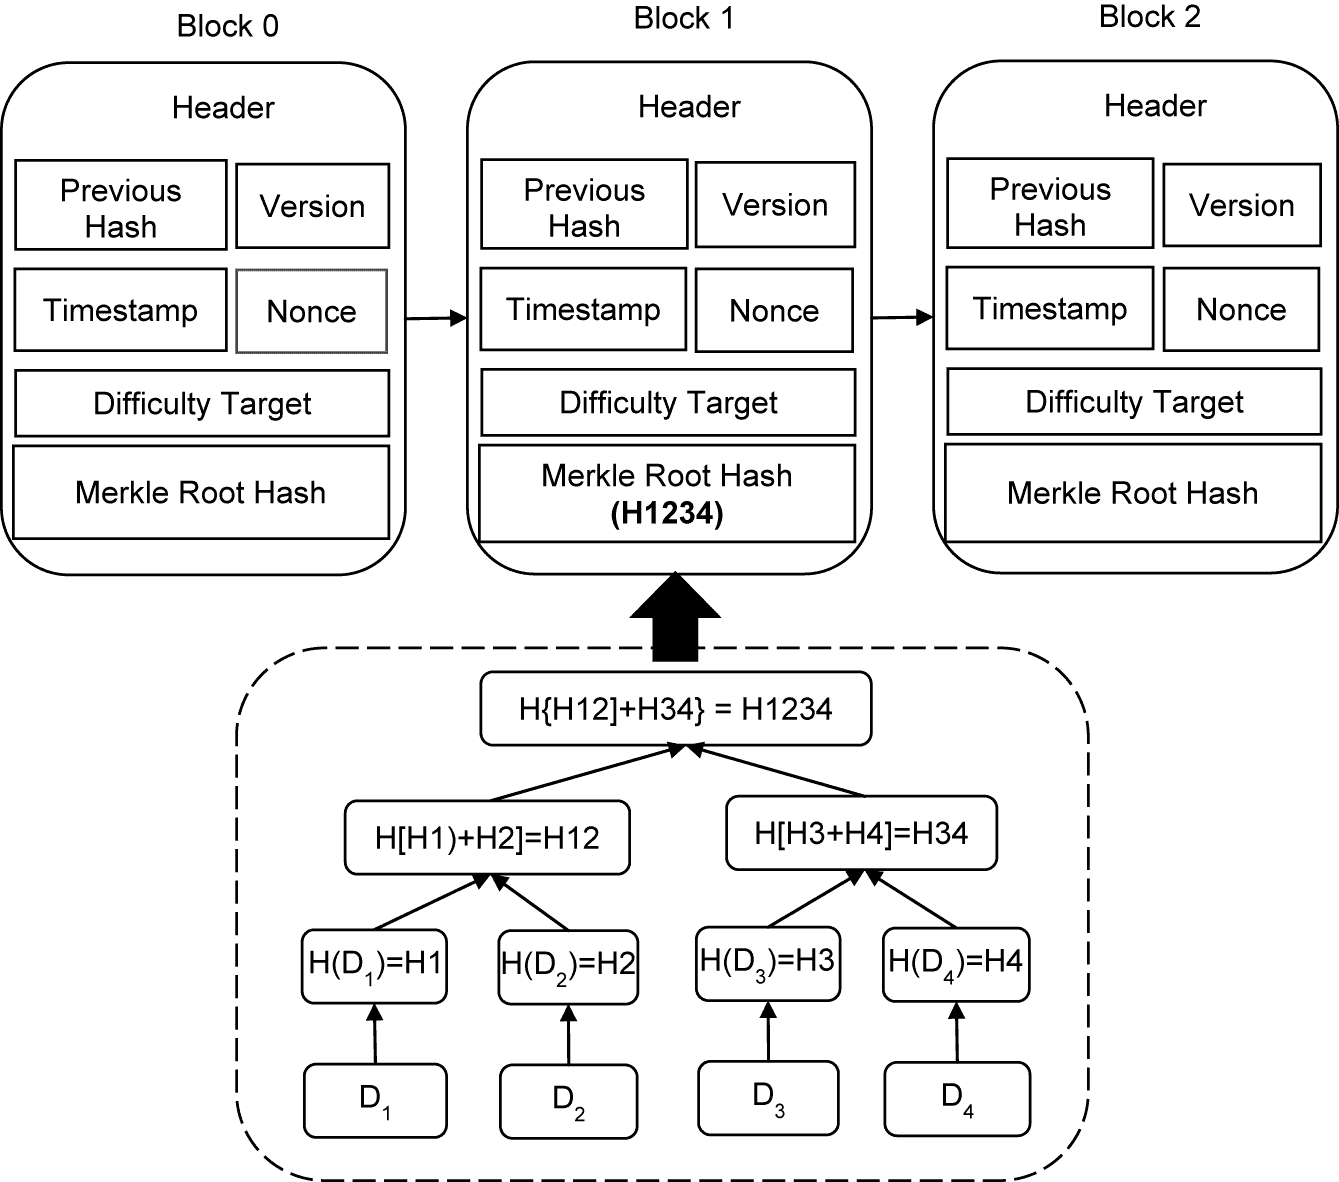 Block 0
Block 1
Block 2
Header
Previous
Hash
Version
Timestamp
Nonce
Difficulty Target
Merkle Root Hash
Header
Previous
Hash
Version
Timestamp
Nonce
Difficulty Target
Merkle Root Hash
(H1234)
Header
Previous
Hash
Version
Timestamp
Nonce
Difficulty Target
Merkle Root Hash
H{H12]+H34} = H1234
H[H1)+H2]=H12
H[H3+H4]=H34
H(D₁)=H1
H(D₂)=H2
H(D₃)=H3
H(D₄)=H4
D₁
D₂
D₃
D₄